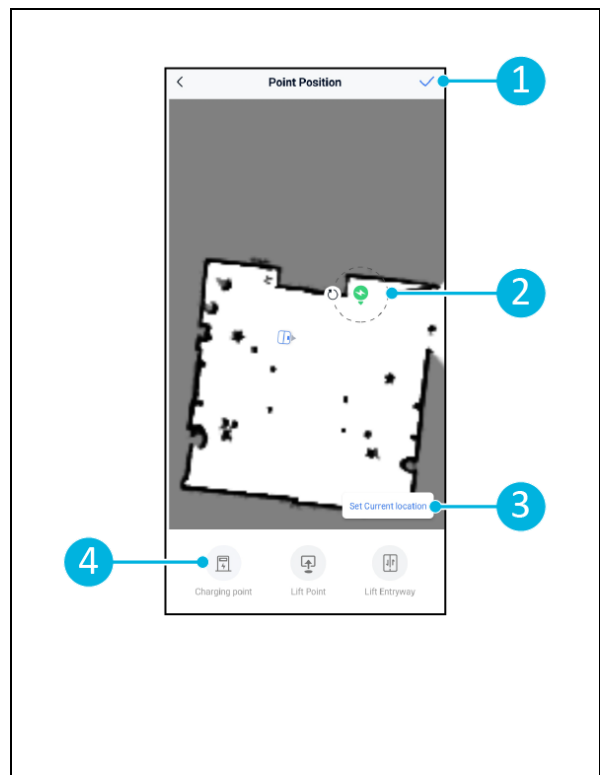 Point Position
1
2
Set Current location
3
4
Charging point
Lift Point
Lift Entryway